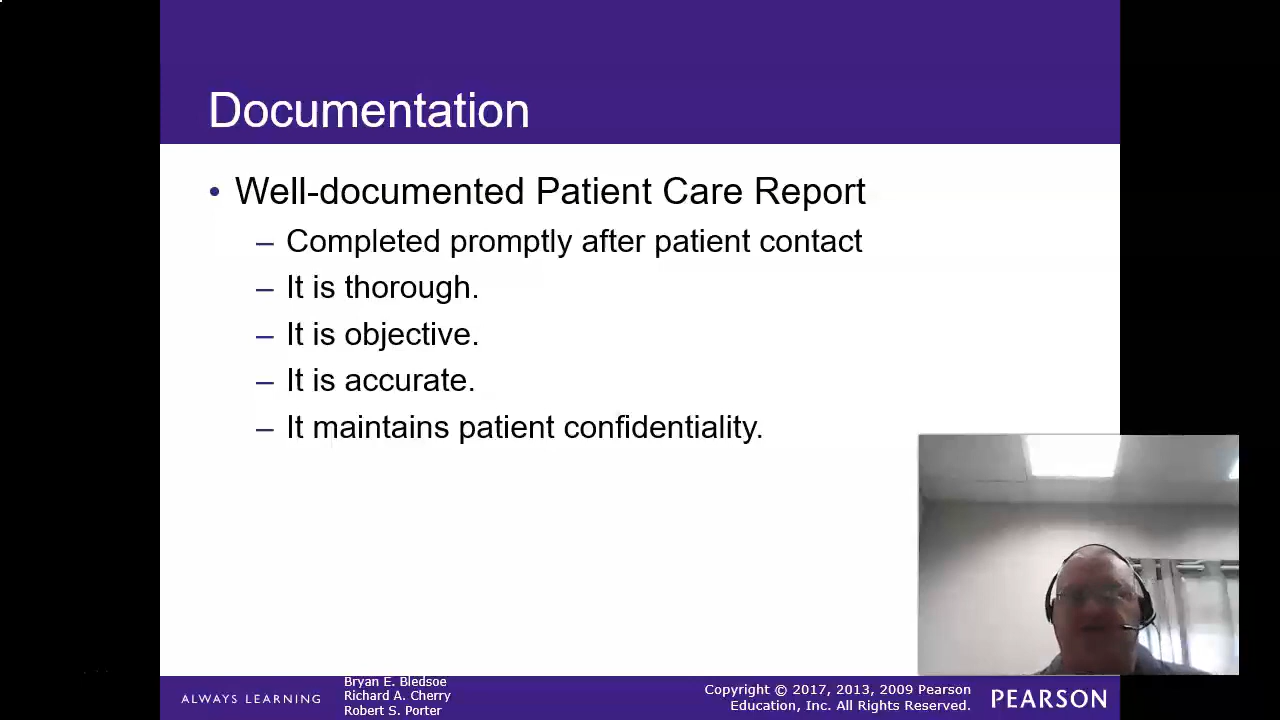 Documentation
• Well-documented Patient Care Report
– Completed promptly after patient contact
– It is thorough.
– It is objective.
– It is accurate.
– It maintains patient confidentiality.
ALWAYS LEARNING
Bryan E. Bledsoe
Richard A. Cherry
Robert S. Porter
Copyright © 2017, 2013, 2009 Pearson
Education, Inc. All Rights Reserved.
PEARSON